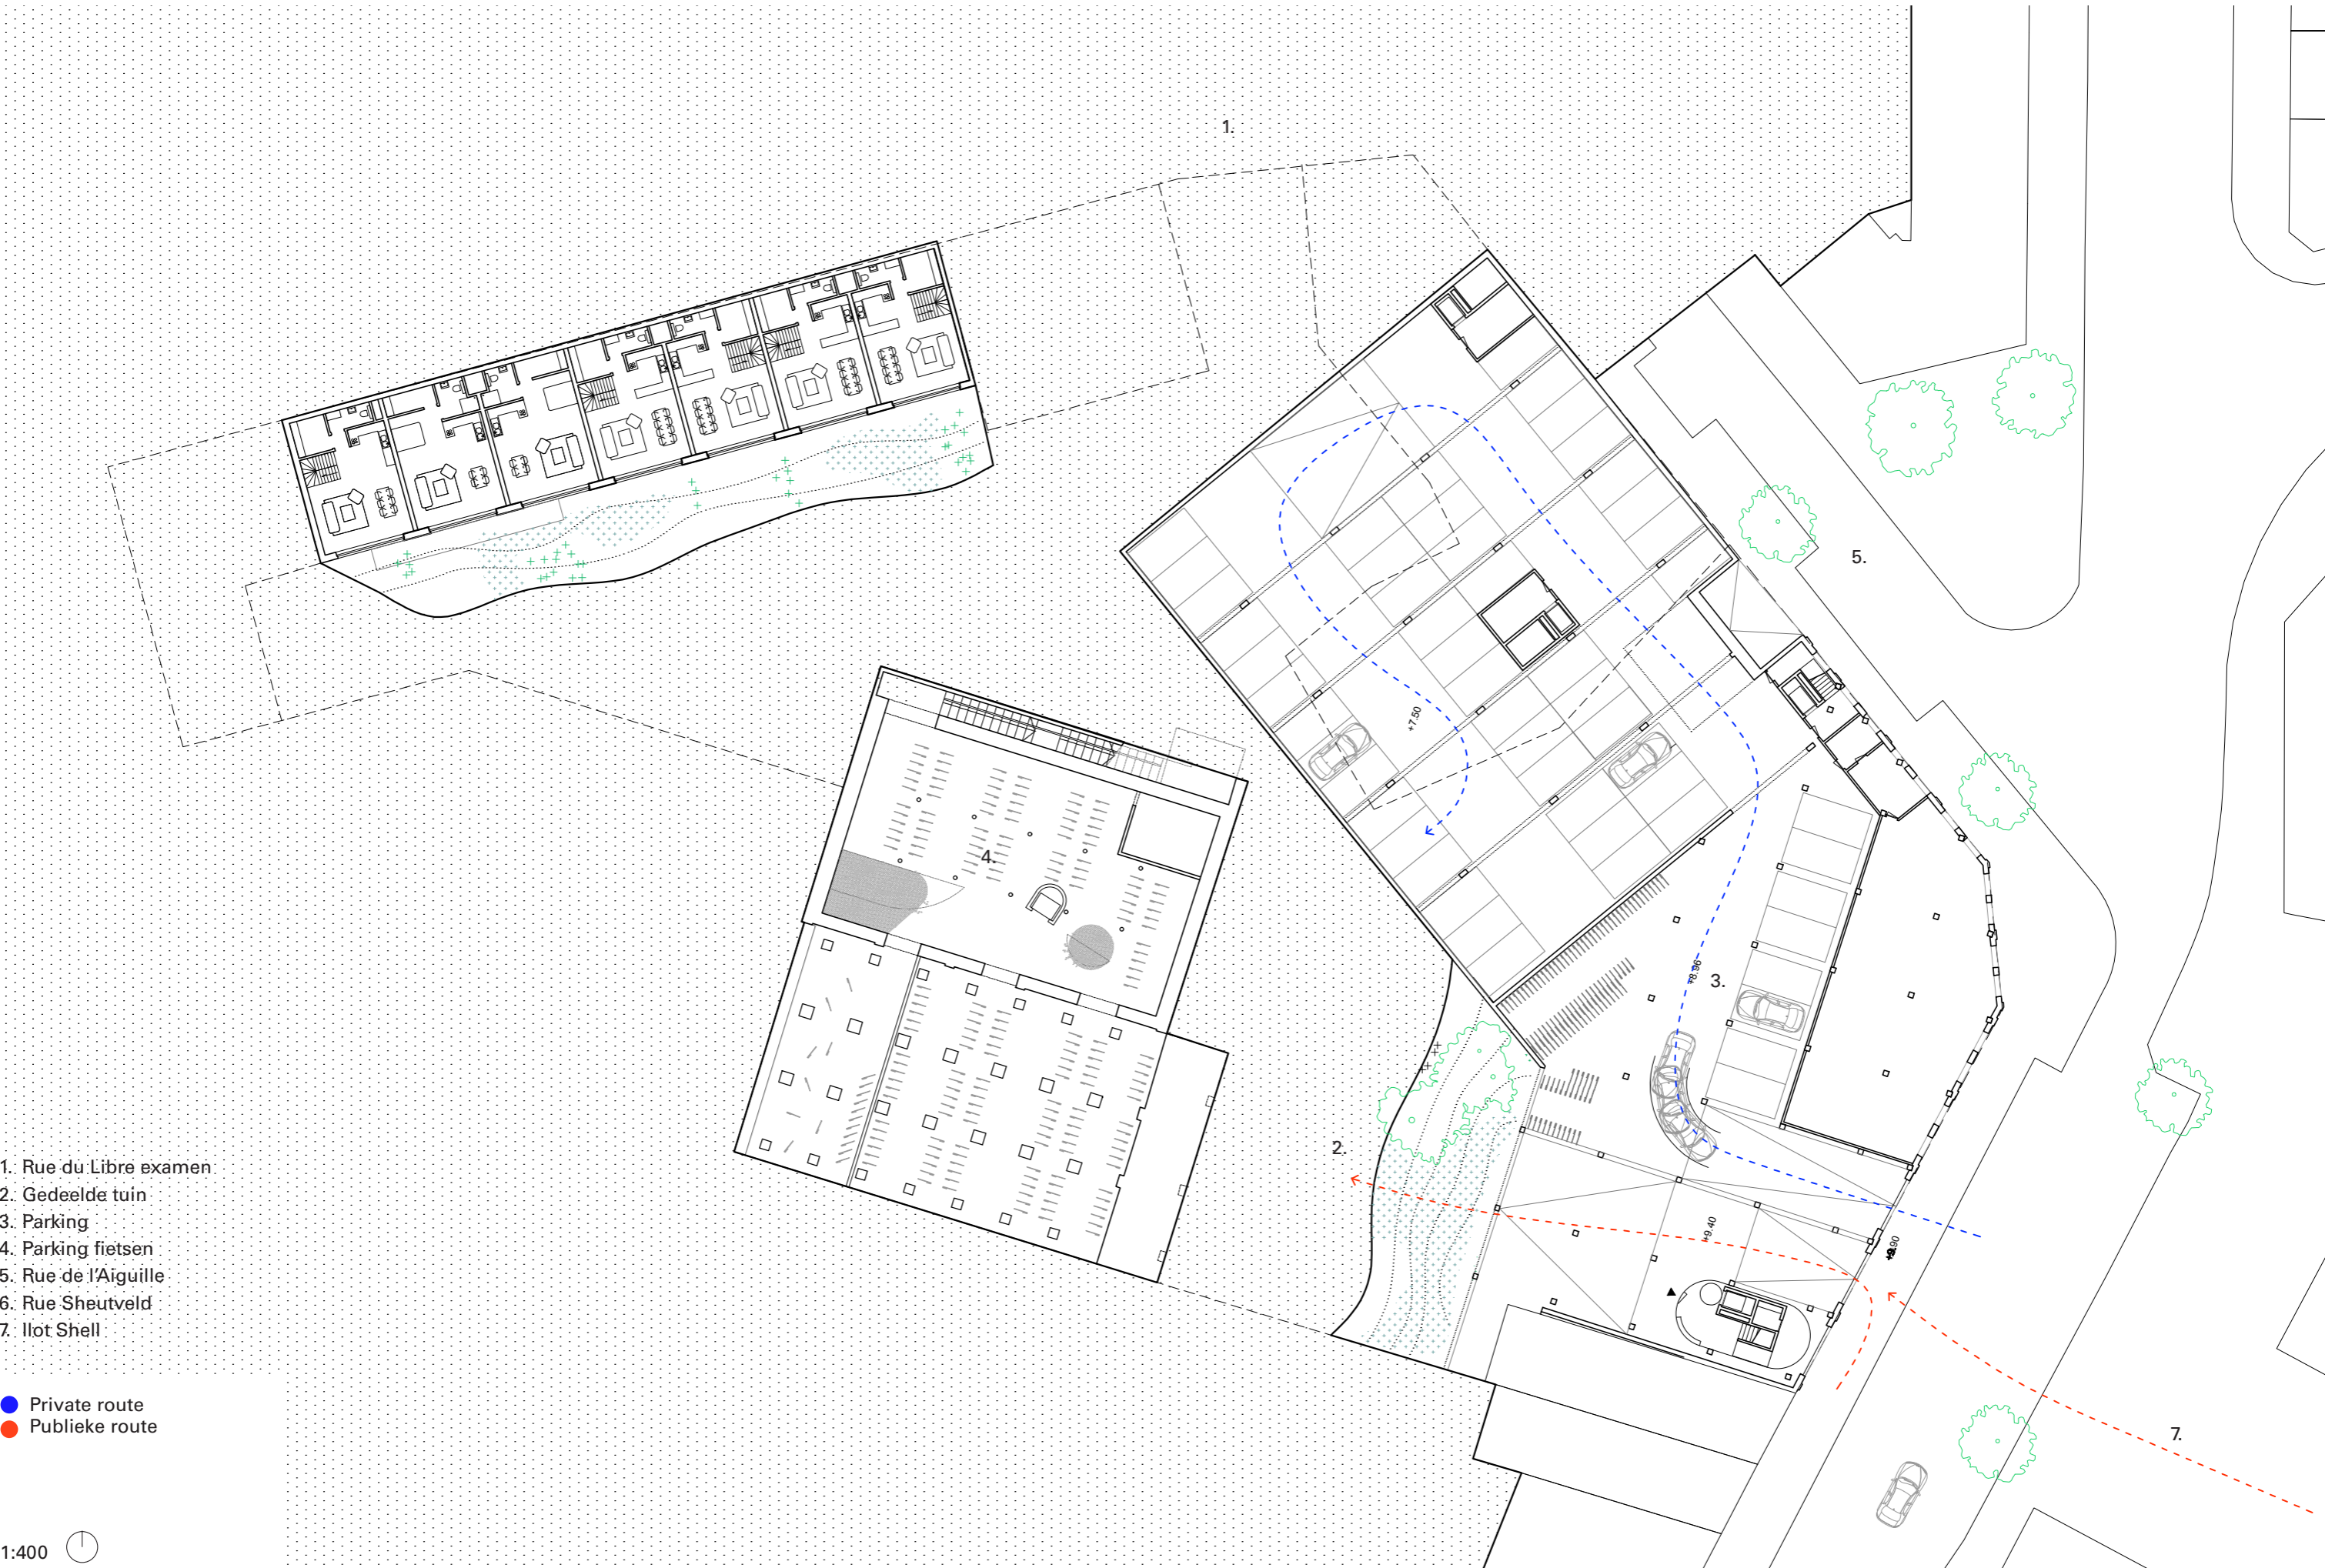 1.
5.
+7.50
4.
+8.96
3.
2.
+9.40
7.
1. Rue du Libre examen
2. Gedeelde tuin
3. Parking
4. Parking fietsen
5. Rue de l'Aiguille
6. Rue Sheutveld
7. Ilot Shell
Private route
Publieke route
1:400